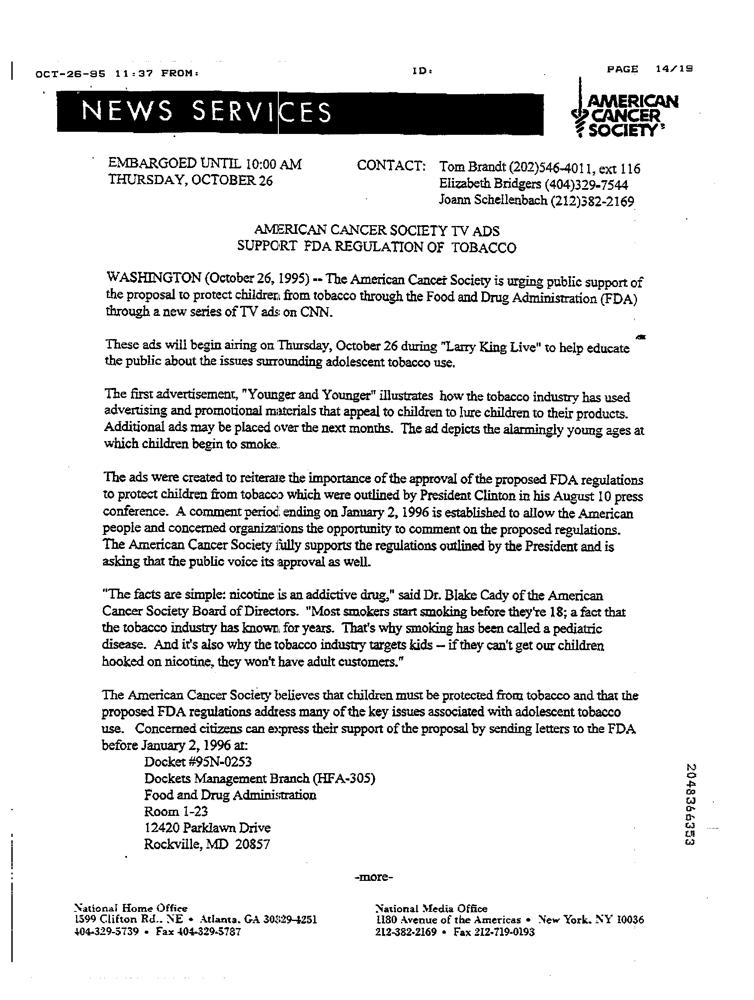 OCT-26-95 11:37 FROM:
ID:
PAGE 14/19
NEWS SERVICES
AMERICAN
CANCER
SOCIETY®
EMBARGOED UNTIL 10:00 AM
THURSDAY, OCTOBER 26
CONTACT: Tom Brandt (202)546-4011, ext 116
Elizabeth Bridgers (404)329-7544
Joann Schellenbach (212)382-2169
AMERICAN CANCER SOCIETY TV ADS
SUPPORT FDA REGULATION OF TOBACCO
WASHINGTON (October 26, 1995) -- The American Cancer Society is urging public support of
the proposal to protect children from tobacco through the Food and Drug Administration (FDA)
through a new series of TV ads on CNN.
These ads will begin airing on Thursday, October 26 during "Larry King Live" to help educate
the public about the issues surrounding adolescent tobacco use.
The first advertisement, "Younger and Younger" illustrates how the tobacco industry has used
advertising and promotional materials that appeal to children to lure children to their products.
Additional ads may be placed over the next months. The ad depicts the alarmingly young ages at
which children begin to smoke.
The ads were created to reiterate the importance of the approval of the proposed FDA regulations
to protect children from tobacco which were outlined by President Clinton in his August 10 press
conference. A comment period ending on January 2, 1996 is established to allow the American
people and concerned organizations the opportunity to comment on the proposed regulations.
The American Cancer Society fully supports the regulations outlined by the President and is
asking that the public voice its approval as well.
"The facts are simple: nicotine is an addictive drug," said Dr. Blake Cady of the American
Cancer Society Board of Directors. "Most smokers start smoking before they're 18; a fact that
the tobacco industry has known for years. That's why smoking has been called a pediatric
disease. And it's also why the tobacco industry targets kids -- if they can't get our children
hooked on nicotine, they won't have adult customers."
The American Cancer Society believes that children must be protected from tobacco and that the
proposed FDA regulations address many of the key issues associated with adolescent tobacco
use. Concerned citizens can express their support of the proposal by sending letters to the FDA
before January 2, 1996 at:
Docket #95N-0253
Dockets Management Branch (HFA-305)
Food and Drug Administration
Room 1-23
12420 Parklawn Drive
Rockville, MD 20857
2048366353
-more-
National Home Office
1599 Clifton Rd., NE • Atlanta, GA 30329-4251
404-329-5739 • Fax 404-329-5787
National Media Office
1180 Avenue of the Americas • New York, NY 10036
212-382-2169 • Fax 212-719-0193